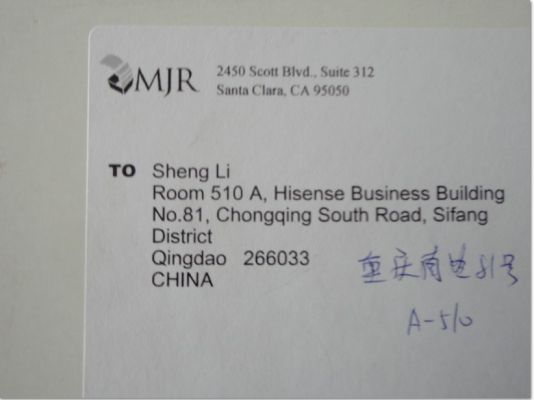 MJR
2450 Scott Blvd., Suite 312
Santa Clara, CA 95050
TO Sheng Li
Room 510 A, Hisense Business Building
No.81, Chongqing South Road, Sifang
District
Qingdao 266033
CHINA
重庆南路81号
A-510